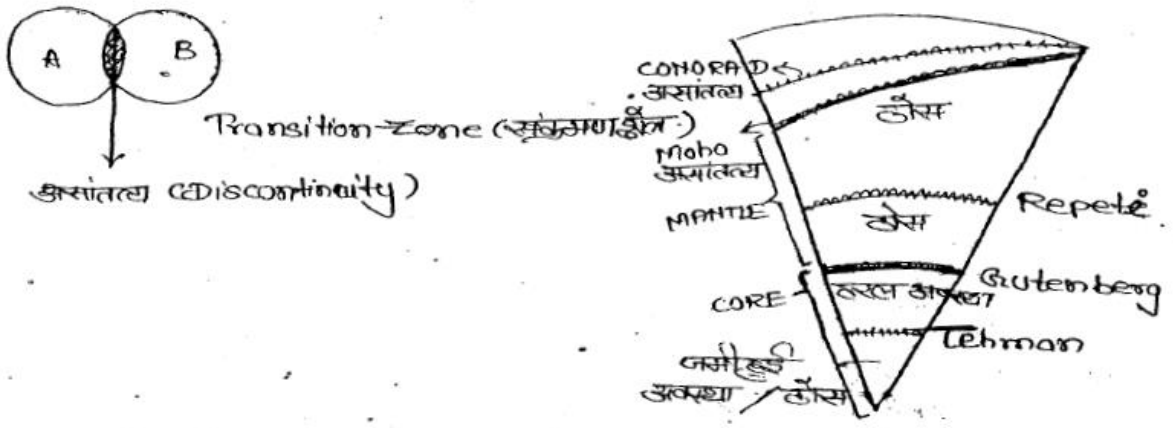 A
B
Transition-Zone (संक्रमण क्षेत्र)
असांतत्य (Discontinuity)
CONORAD
असांतत्य
ठोस
Moho
असांतत्य
MANTLE
ठोस
Repete
Gutenberg
CORE
तरल अवस्था
Lehman
जमी हुई
अवस्था / ठोस